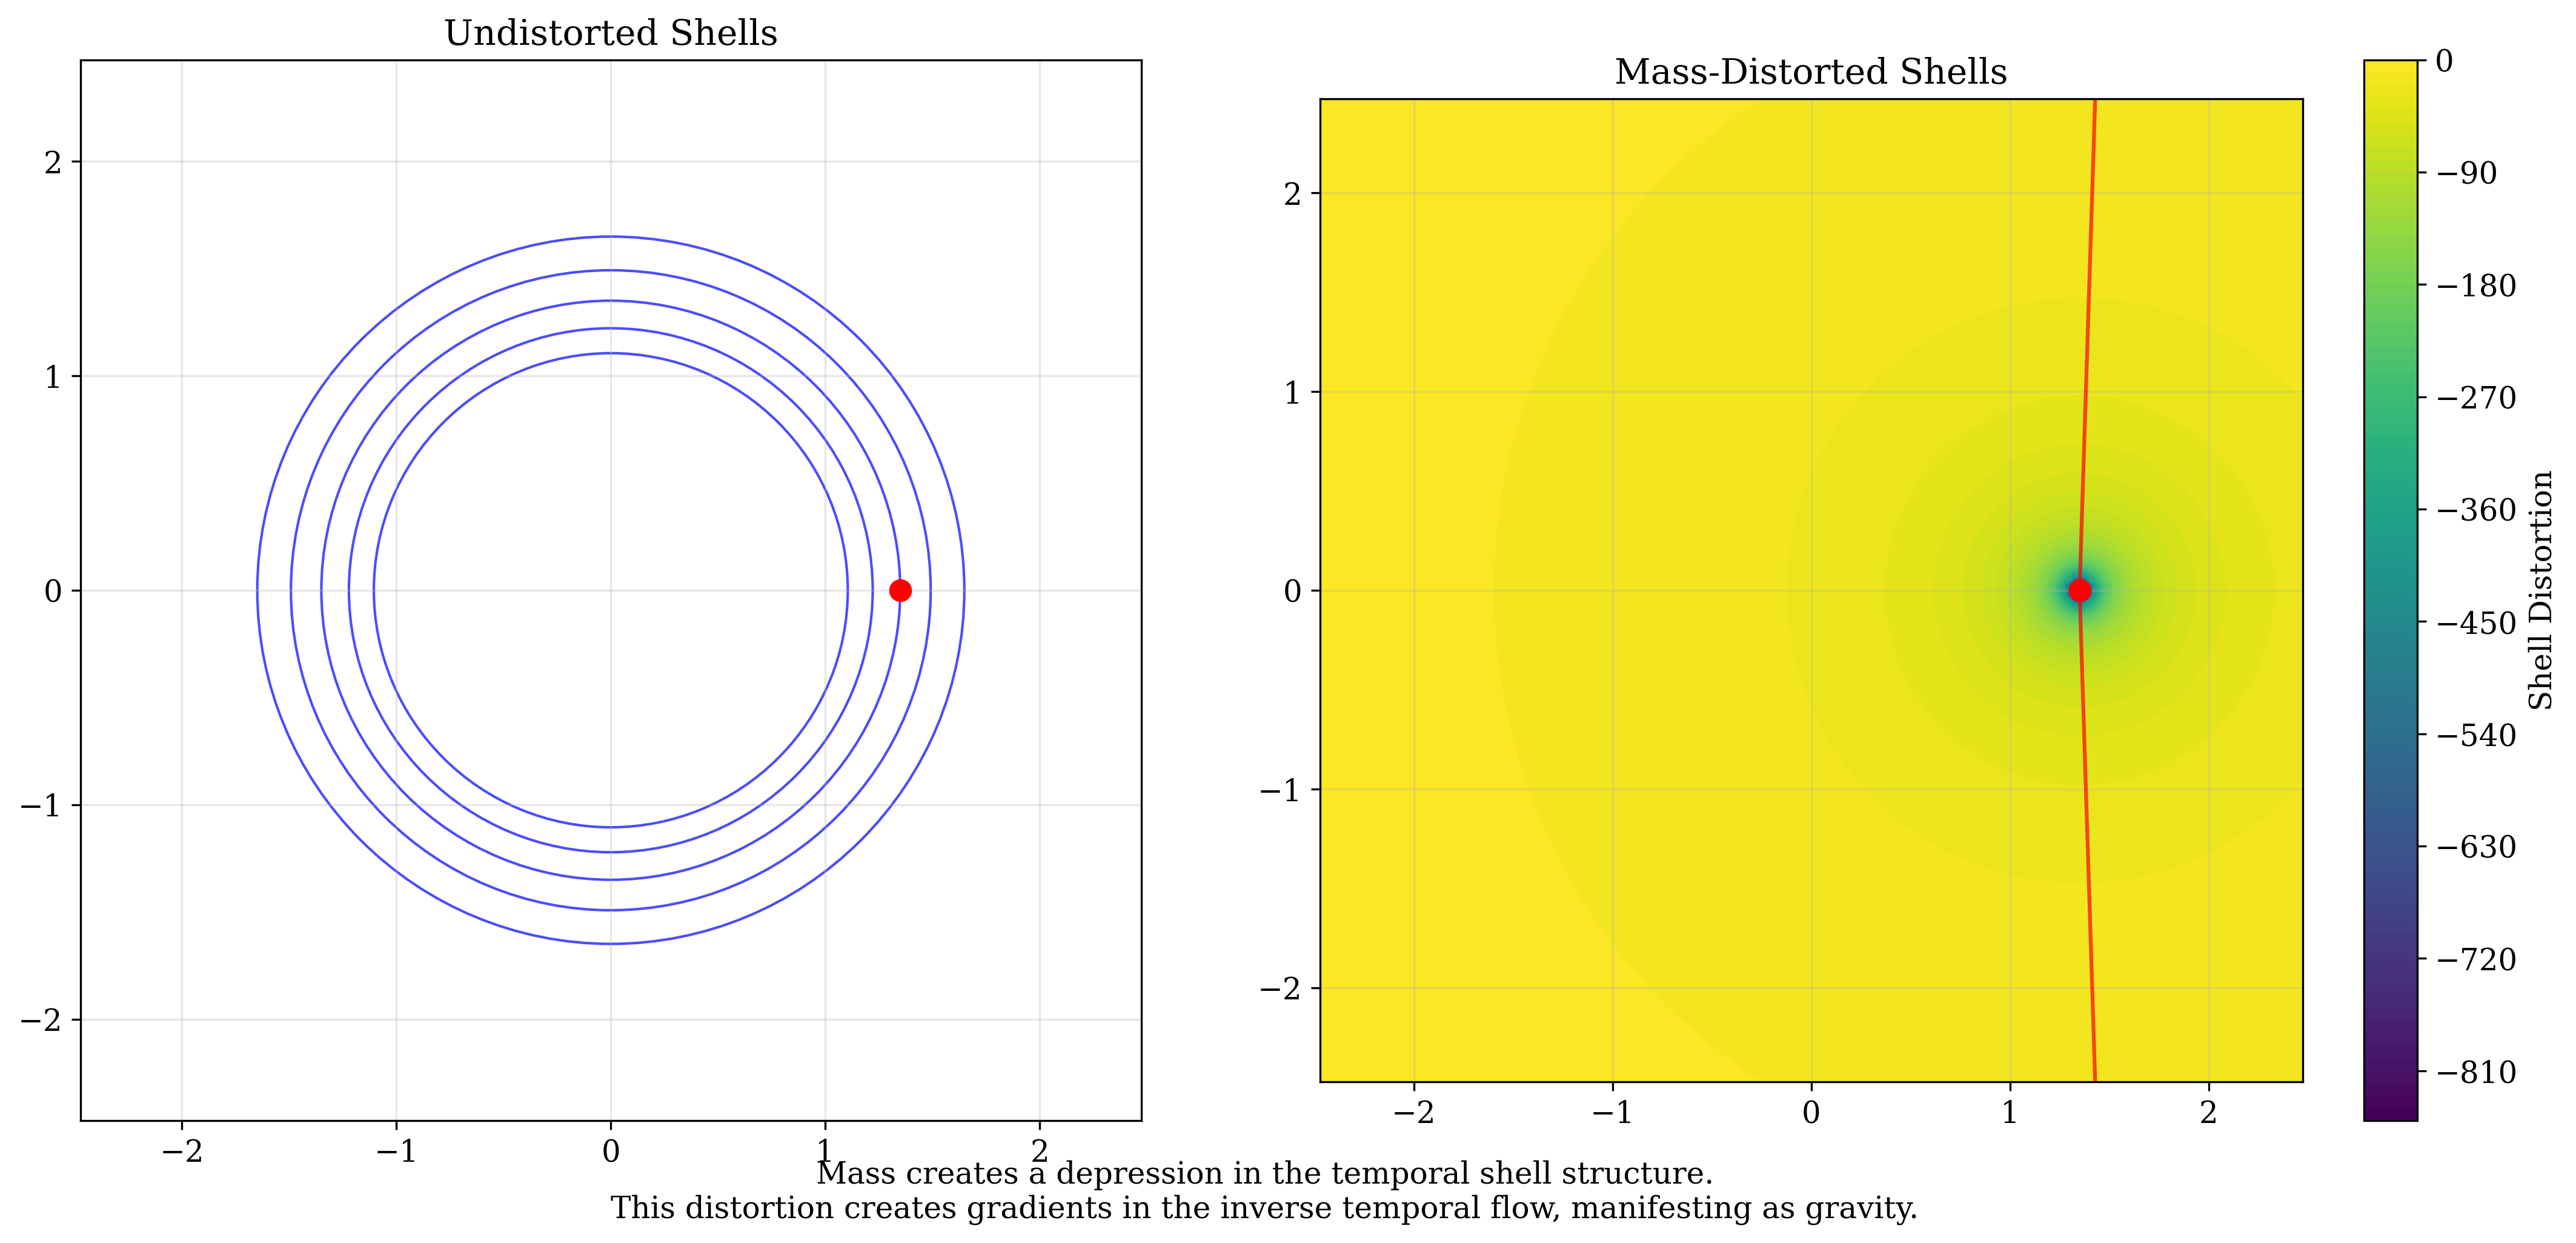 Undistorted Shells
2
1
0
−1
−2
−2 −1 0 1 2
Mass-Distorted Shells
2
1
0
−1
−2
−2 −1 0 1 2
0
−90
−180
−270
−360
−450
−540
−630
−720
−810
Shell Distortion
Mass creates a depression in the temporal shell structure.
This distortion creates gradients in the inverse temporal flow, manifesting as gravity.